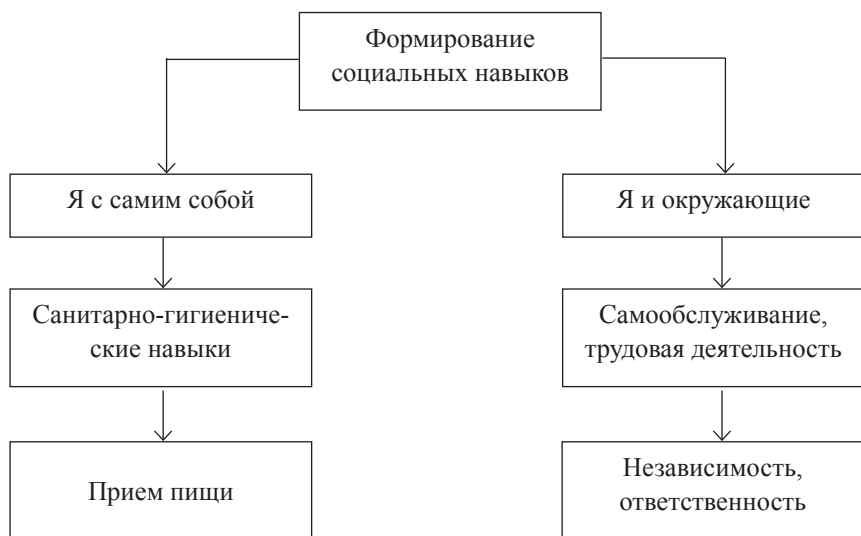 Формирование
социальных навыков
Я с самим собой
Я и окружающие
Санитарно-гигиениче-
ские навыки
Самообслуживание,
трудовая деятельность
Прием пищи
Независимость,
ответственность